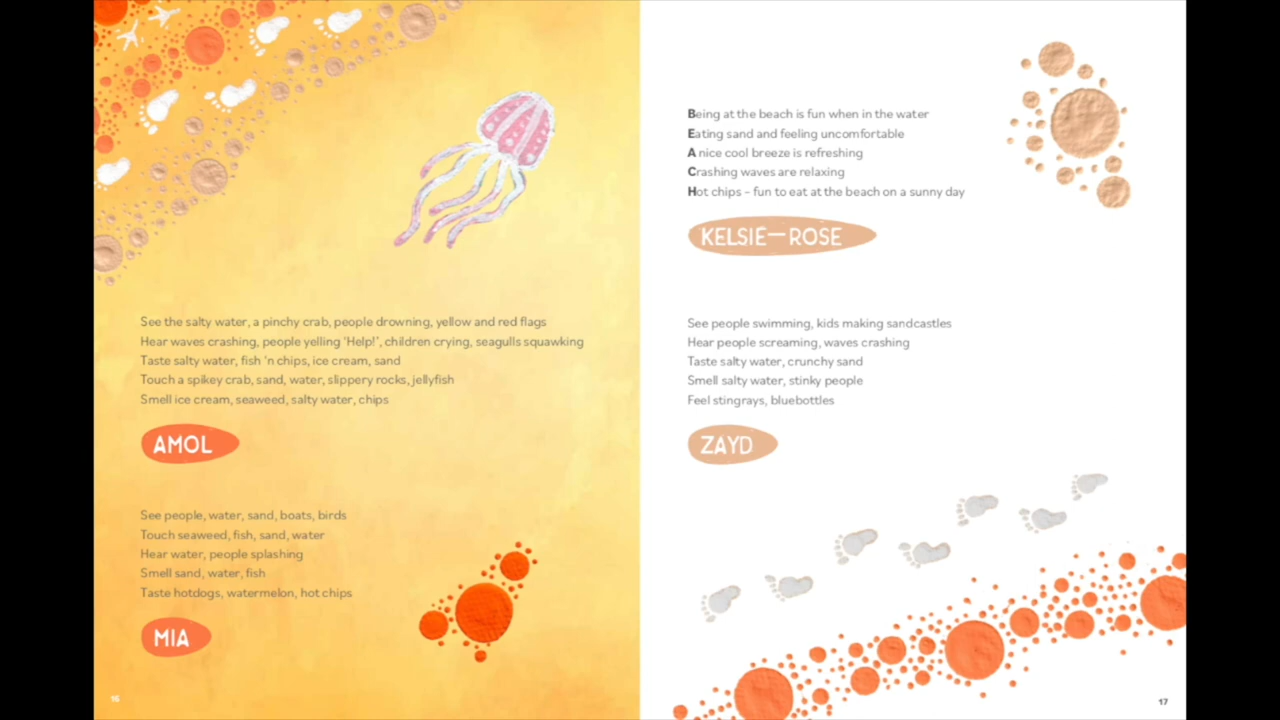 See the salty water, a pinchy crab, people drowning, yellow and red flags
Hear waves crashing, people yelling 'Help!', children crying, seagulls squawking
Taste salty water, fish 'n chips, ice cream, sand
Touch a spikey crab, sand, water, slippery rocks, jellyfish
Smell ice cream, seaweed, salty water, chips
AMOL
See people, water, sand, boats, birds
Touch seaweed, fish, sand, water
Hear water, people splashing
Smell sand, water, fish
Taste hotdogs, watermelon, hot chips
MIA
16
Being at the beach is fun when in the water
Eating sand and feeling uncomfortable
A nice cool breeze is refreshing
Crashing waves are relaxing
Hot chips - fun to eat at the beach on a sunny day
KELSIE-ROSE
See people swimming, kids making sandcastles
Hear people screaming, waves crashing
Taste salty water, crunchy sand
Smell salty water, stinky people
Feel stingrays, bluebottles
ZAYD
17